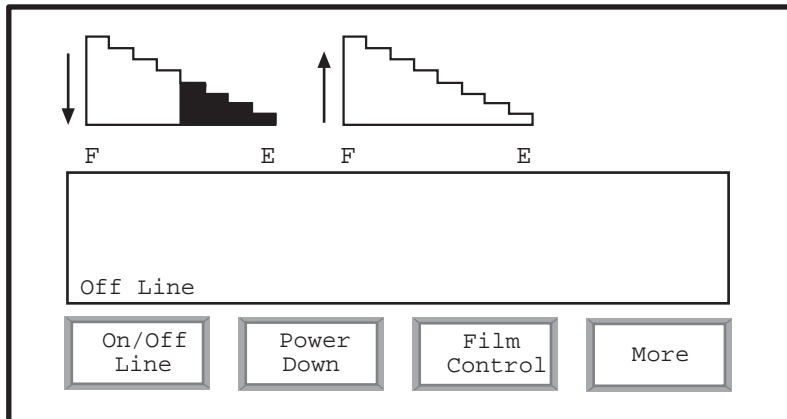 F E F E
Off Line
On/Off
Line
Power
Down
Film
Control
More